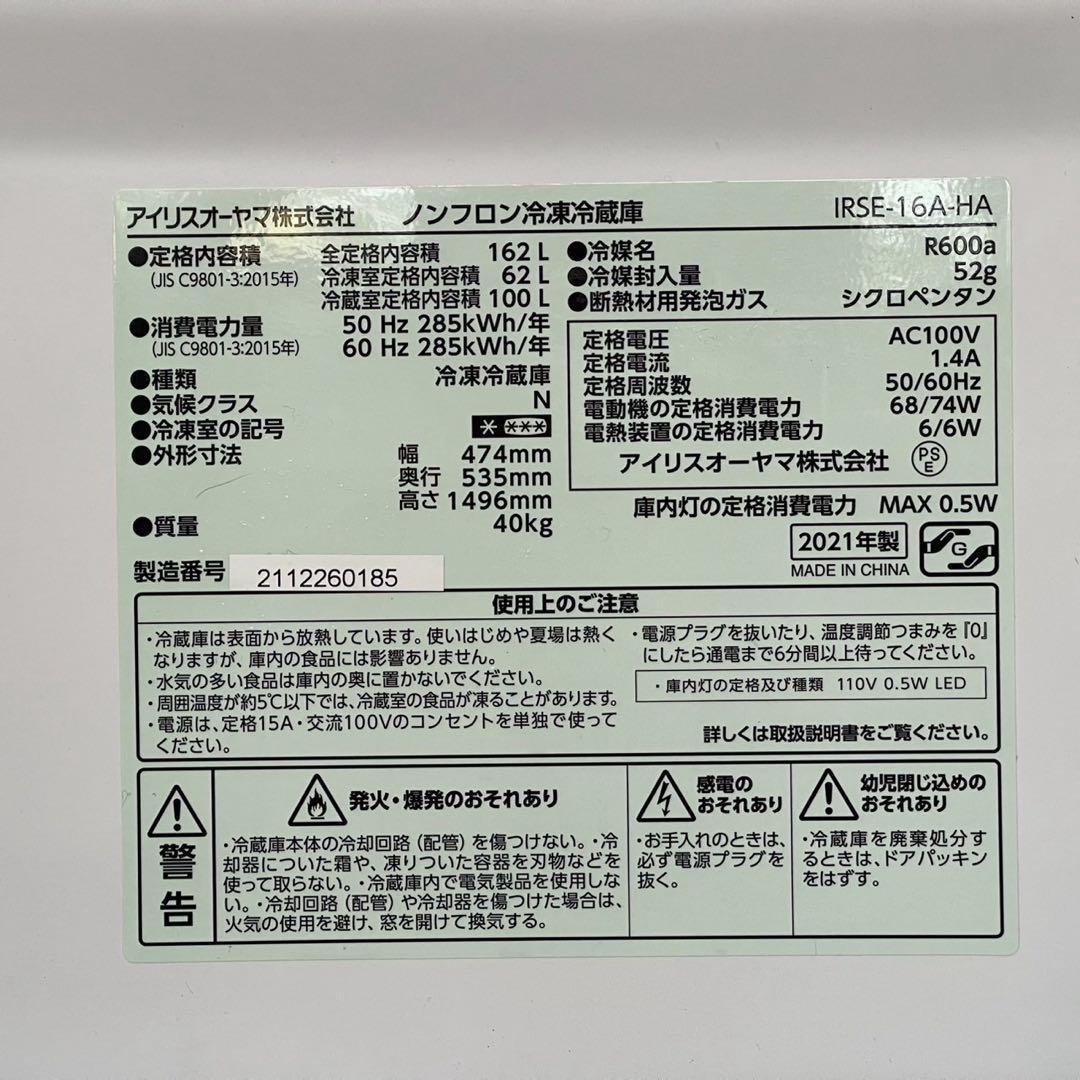 アイリスオーヤマ株式会社 ノンフロン冷凍冷蔵庫 IRSE-16A-HA
●定格内容積 全定格内容積 162 L
(JIS C9801-3:2015年) 冷凍室定格内容積 62 L
冷蔵室定格内容積 100 L
●消費電力量 50 Hz 285kWh/年
(JIS C9801-3:2015年) 60 Hz 285kWh/年
●種類 冷凍冷蔵庫
●気候クラス N
●冷凍室の記号
●外形寸法 幅 474mm
奥行 535mm
高さ 1496mm
●質量 40kg
製造番号 2112260185
●冷媒名 R600a
●冷媒封入量 52g
●断熱材用発泡ガス シクロペンタン
定格電圧 AC100V
定格電流 1.4A
定格周波数 50/60Hz
電動機の定格消費電力 68/74W
電熱装置の定格消費電力 6/6W
アイリスオーヤマ株式会社 PSE
庫内灯の定格消費電力 MAX 0.5W
2021年製 G
MADE IN CHINA
使用上のご注意
・冷蔵庫は表面から放熱しています。使いはじめや夏場は熱く
なりますが、庫内の食品には影響ありません。
・水気の多い食品は庫内の奥に置かないでください。
・周囲温度が約5℃以下では、冷蔵室の食品が凍ることがあります。
・電源は、定格15A・交流100Vのコンセントを単独で使って
ください。
・電源プラグを抜いたり、温度調節つまみを『0』
にしたら通電まで6分間以上待ってください。
・庫内灯の定格及び種類 110V 0.5W LED
詳しくは取扱説明書をご覧ください。
警告
発火・爆発のおそれあり
・冷蔵庫本体の冷却回路(配管)を傷つけない。・冷
却器についた霜や、凍りついた容器を刃物などを
使って取らない。・冷蔵庫内で電気製品を使用しな
い。・冷却回路(配管)や冷却器を傷つけた場合は、
火気の使用を避け、窓を開けて換気する。
感電の
おそれあり
・お手入れのときは、
必ず電源プラグを
抜く。
幼児閉じ込めの
おそれあり
・冷蔵庫を廃棄処分す
るときは、ドアパッキン
をはずす。